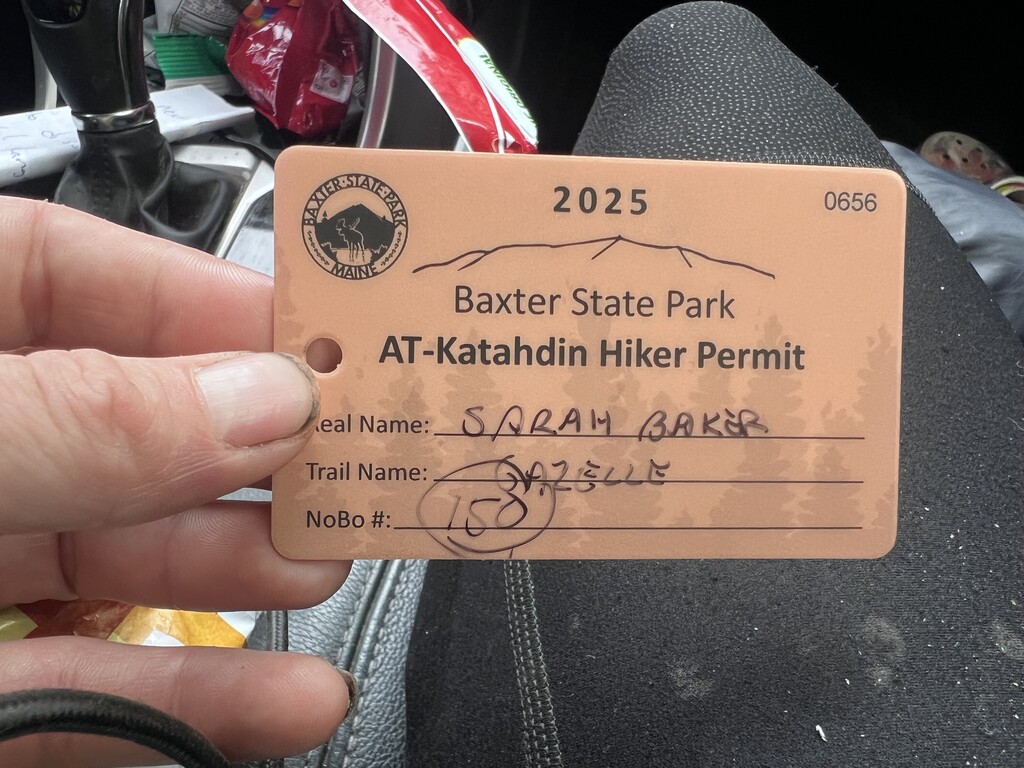 2025
0656
BAXTER·STATE·PARK
MAINE
Baxter State Park
AT-Katahdin Hiker Permit
Real Name: SARAH BAKER
Trail Name: GAZELLE
NoBo #: 150